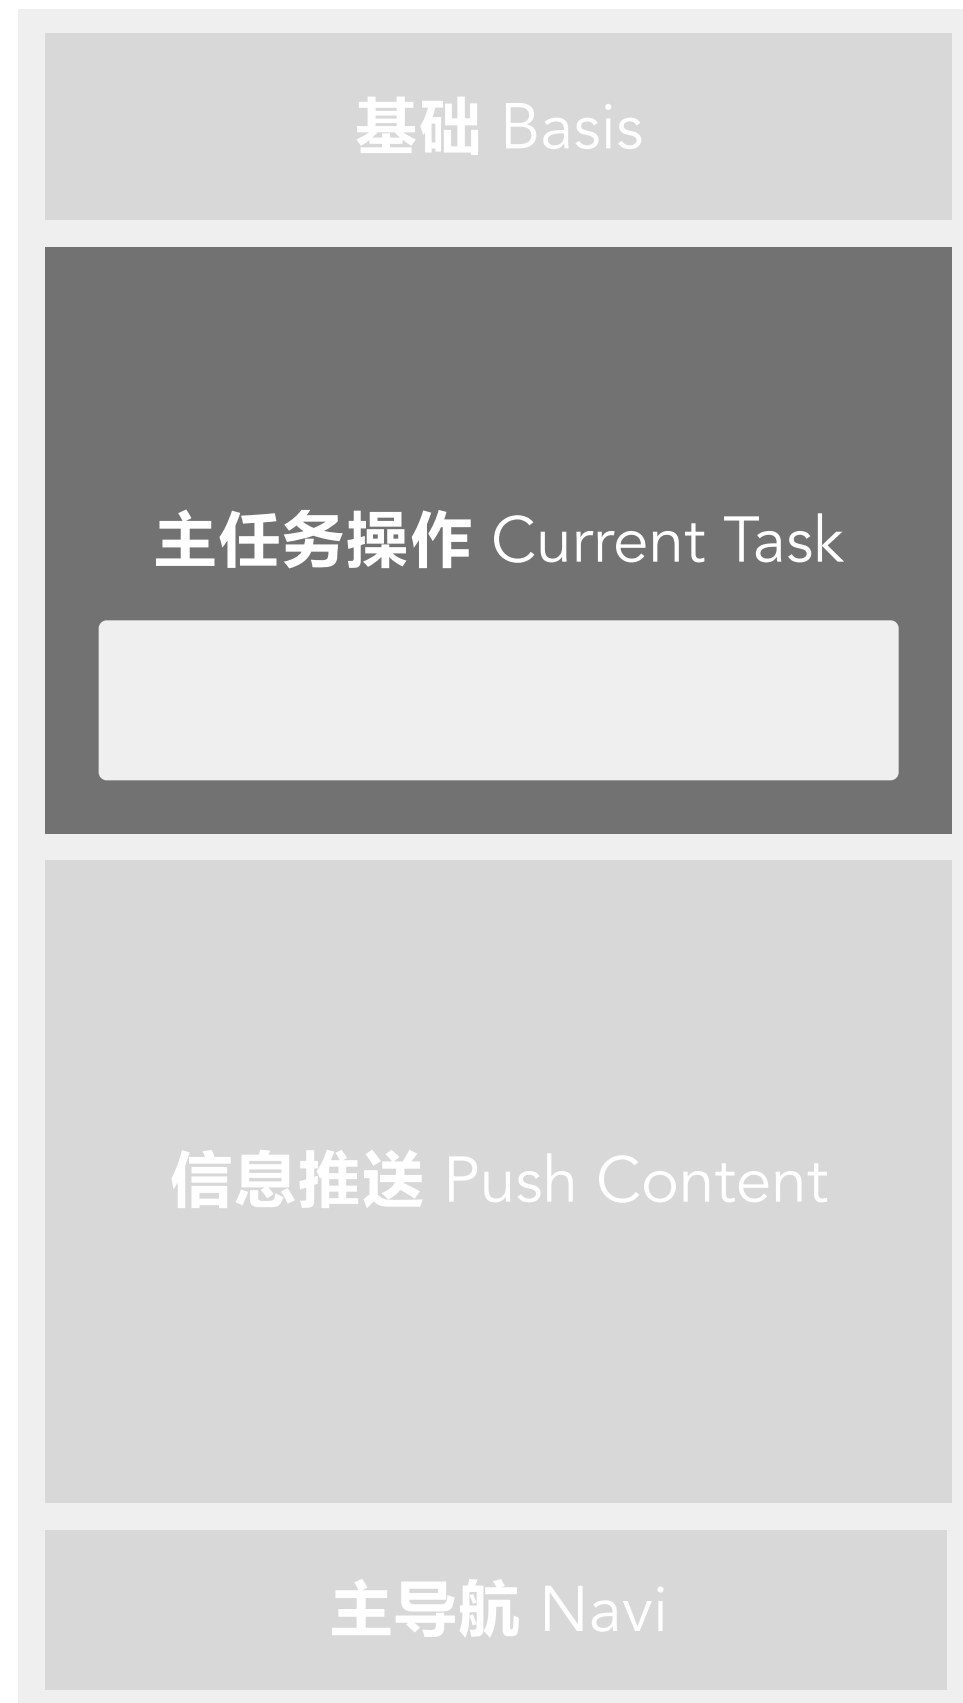 基础 Basis
主任务操作 Current Task
信息推送 Push Content
主导航 Navi